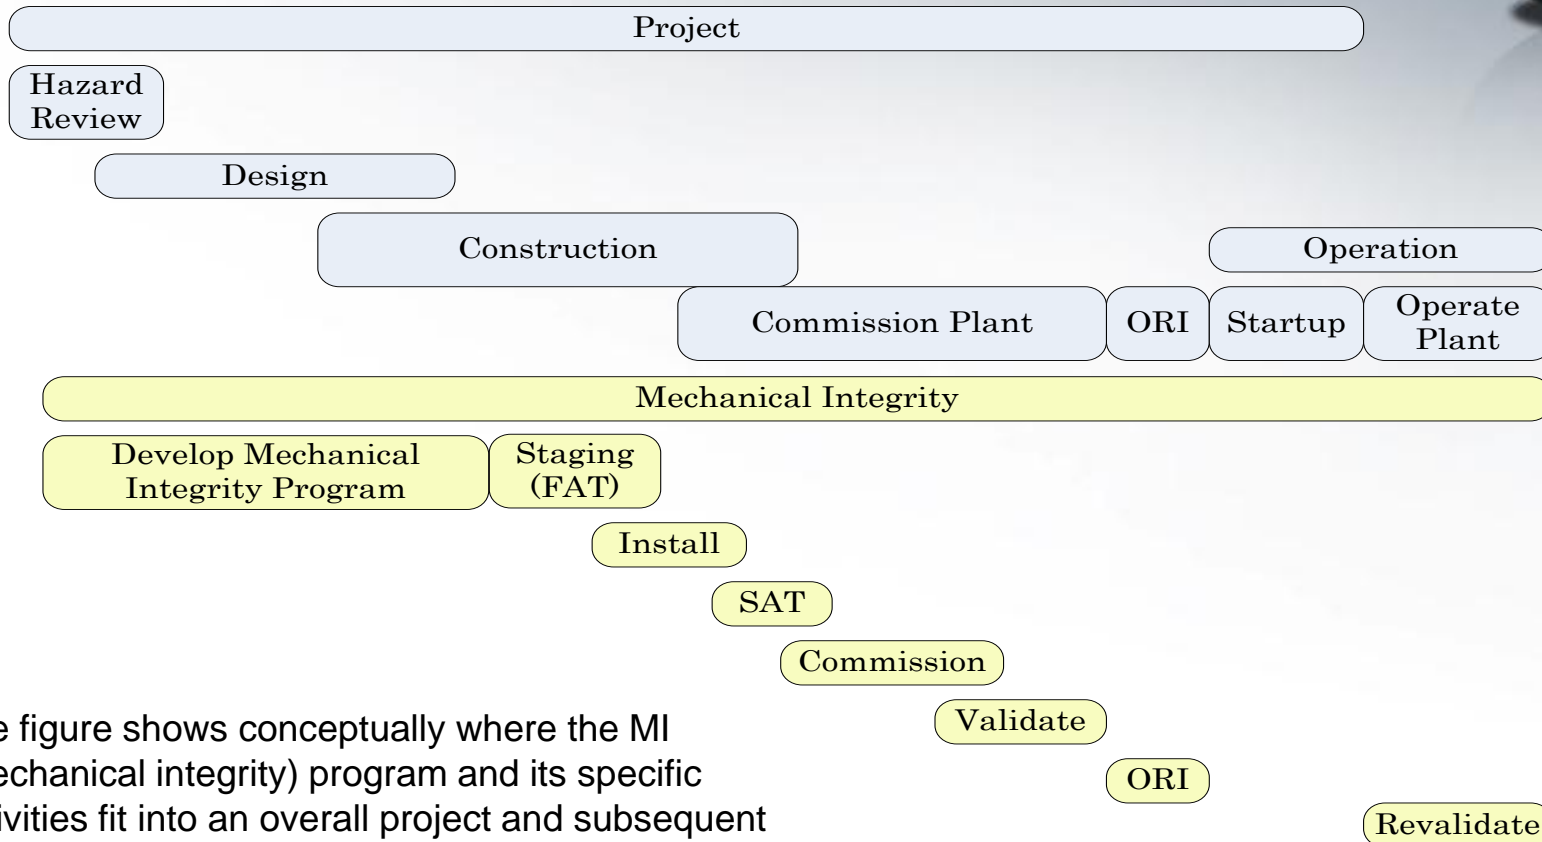 Project
Hazard
Review
Design
Construction
Operation
Commission Plant
ORI
Startup
Operate
Plant
Mechanical Integrity
Develop Mechanical
Integrity Program
Staging
(FAT)
Install
SAT
Commission
Validate
ORI
Revalidate
e figure shows conceptually where the MI
echanical integrity) program and its specific
ivities fit into an overall project and subsequent